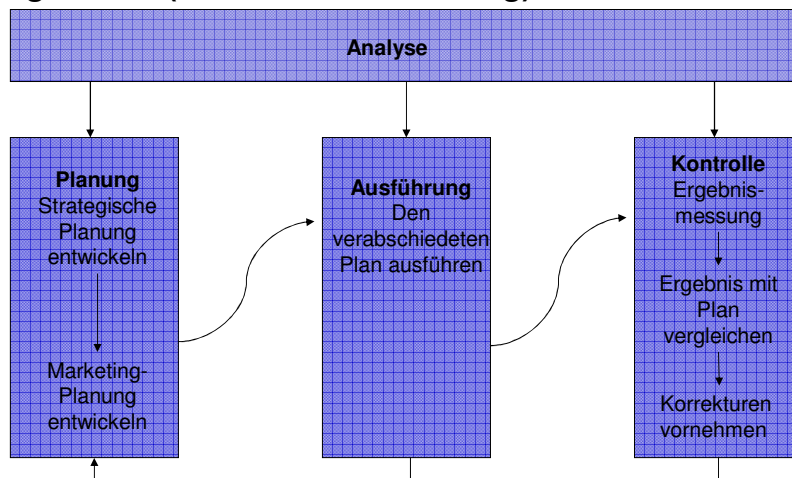 Analyse
Planung
Strategische
Planung
entwickeln
Marketing-
Planung
entwickeln
Ausführung
Den
verabschiedeten
Plan ausführen
Kontrolle
Ergebnis-
messung
Ergebnis mit
Plan
vergleichen
Korrekturen
vornehmen